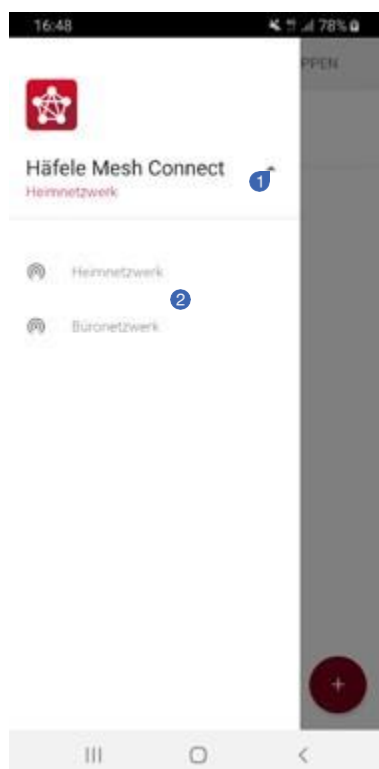 16:48
78%
PPEN
Häfele Mesh Connect
1
Heimnetzwerk
Heimnetzwerk
2
Büronetzwerk
+